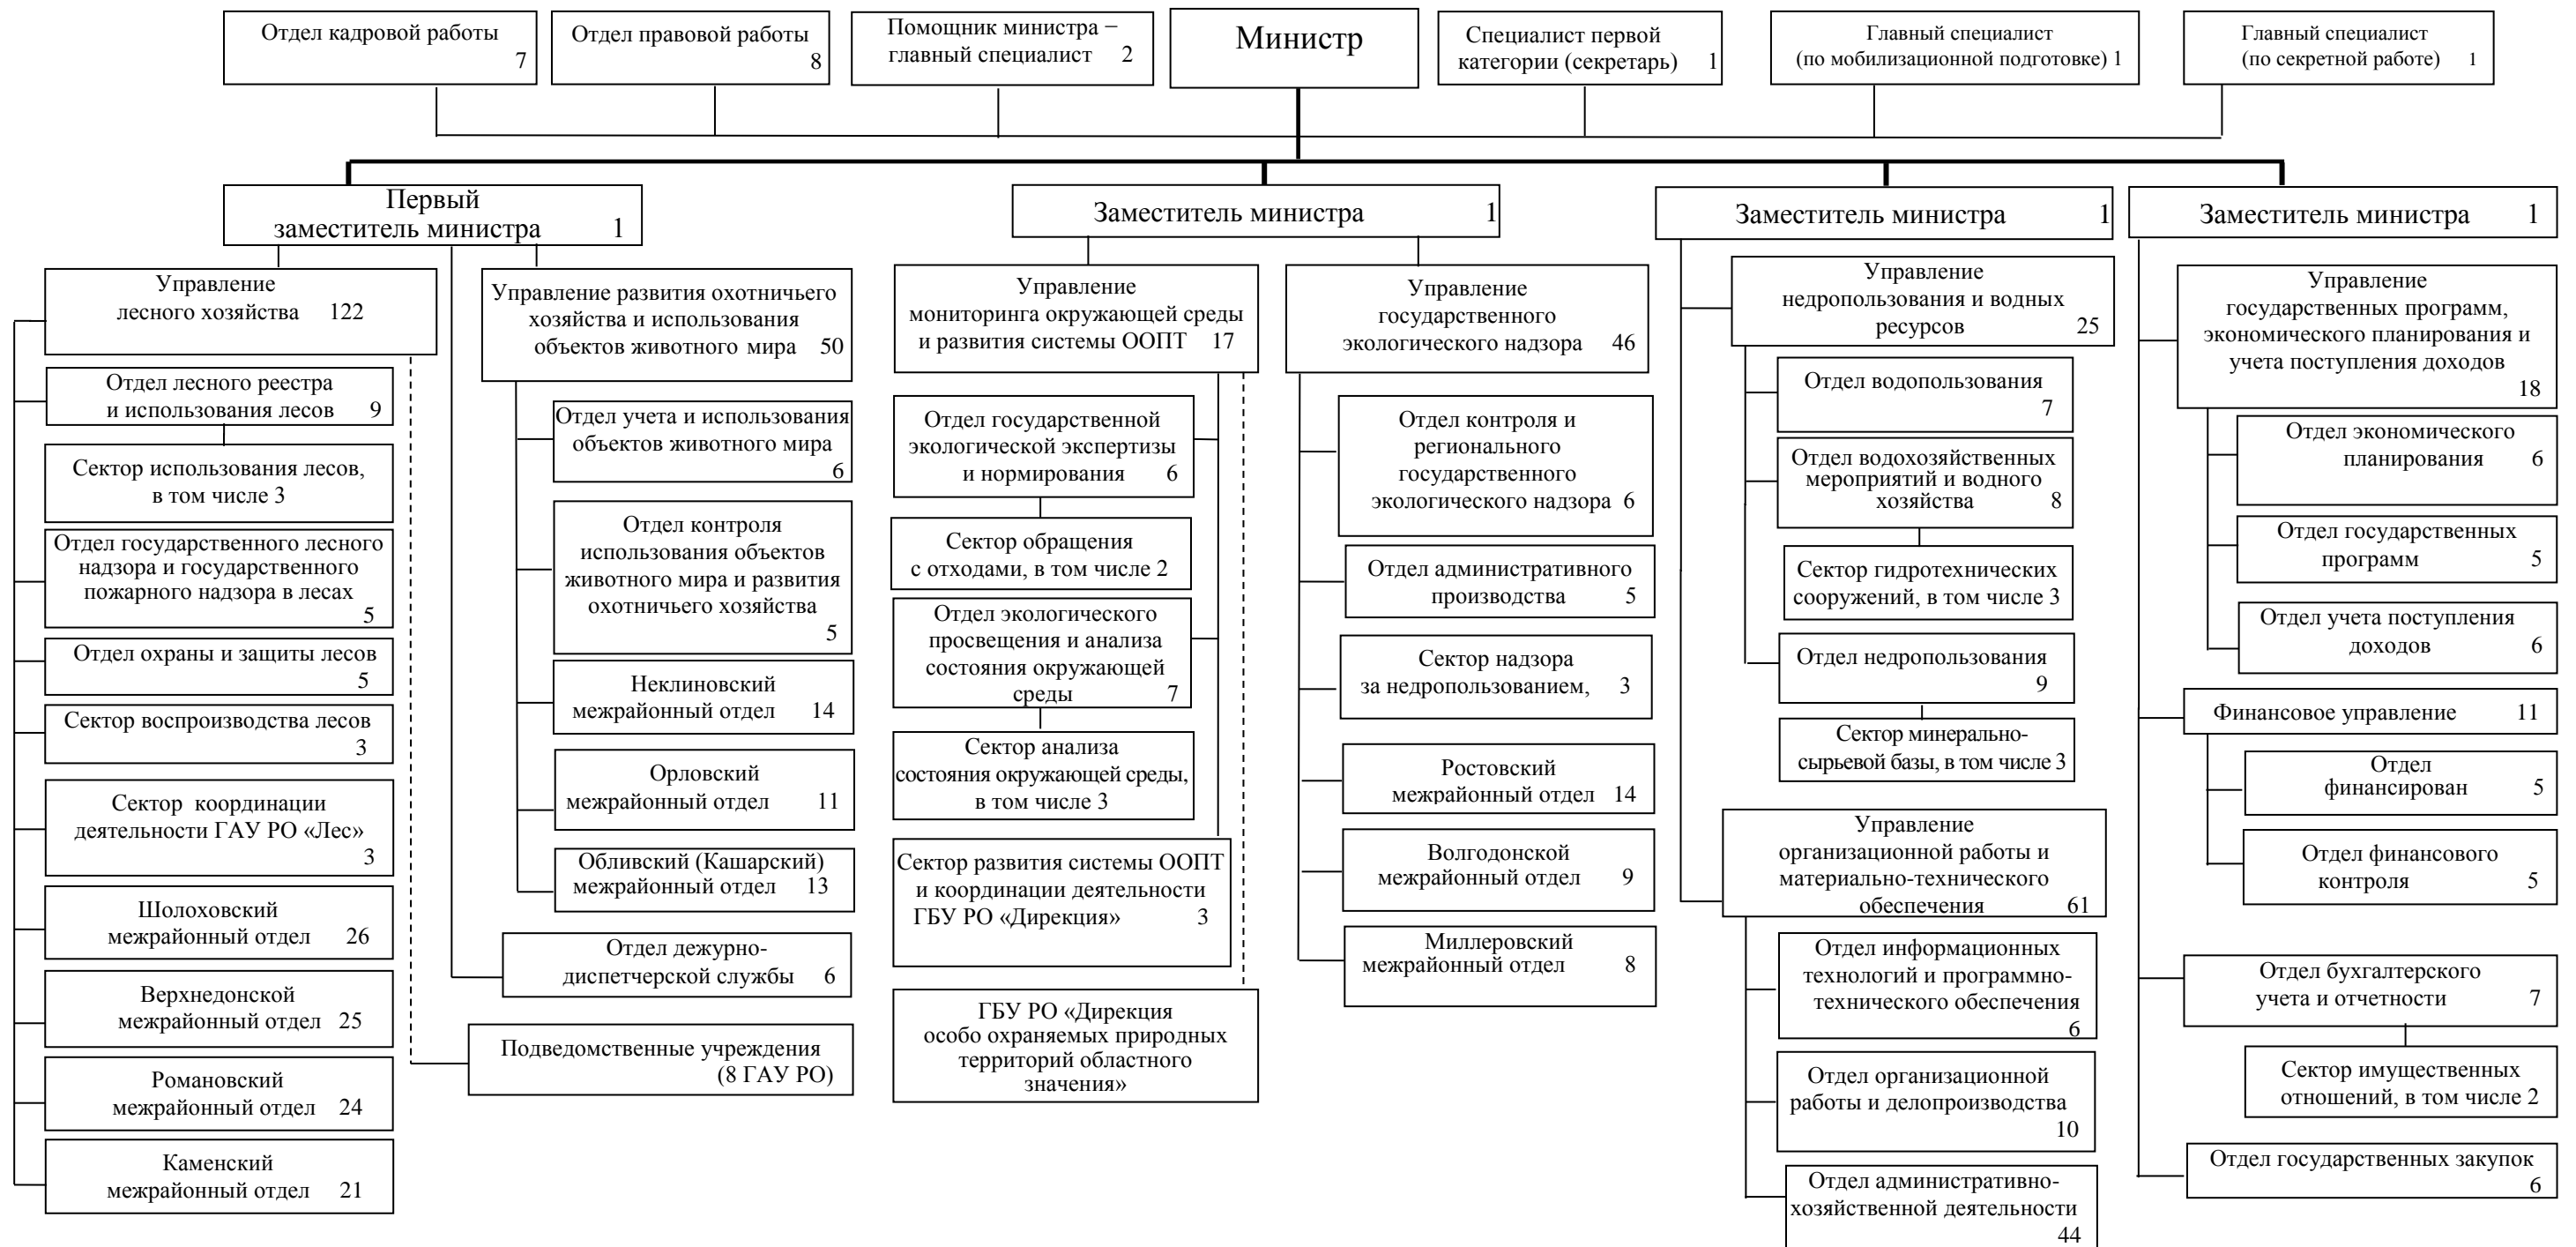 Отдел кадровой работы
7
Отдел правовой работы
8
Помощник министра –
главный специалист 2
Министр
Специалист первой
категории (секретарь) 1
Главный специалист
(по мобилизационной подготовке) 1
Главный специалист
(по секретной работе) 1
Первый
заместитель министра 1
Заместитель министра 1
Заместитель министра 1
Заместитель министра 1
Управление
лесного хозяйства 122
Отдел лесного реестра
и использования лесов 9
Сектор использования лесов,
в том числе 3
Отдел государственного лесного
надзора и государственного
пожарного надзора в лесах
5
Отдел охраны и защиты лесов
5
Сектор воспроизводства лесов
3
Сектор координации
деятельности ГАУ РО «Лес»
3
Шолоховский
межрайонный отдел 26
Верхнедонской
межрайонный отдел 25
Романовский
межрайонный отдел 24
Каменский
межрайонный отдел 21
Управление развития охотничьего
хозяйства и использования
объектов животного мира 50
Отдел учета и использования
объектов животного мира
6
Отдел контроля
использования объектов
животного мира и развития
охотничьего хозяйства
5
Неклиновский
межрайонный отдел 14
Орловский
межрайонный отдел 11
Обливский (Кашарский)
межрайонный отдел 13
Отдел дежурно-
диспетчерской службы 6
Подведомственные учреждения
(8 ГАУ РО)
Управление
мониторинга окружающей среды
и развития системы ООПТ 17
Отдел государственной
экологической экспертизы
и нормирования 6
Сектор обращения
с отходами, в том числе 2
Отдел экологического
просвещения и анализа
состояния окружающей
среды 7
Сектор анализа
состояния окружающей среды,
в том числе 3
Сектор развития системы ООПТ
и координации деятельности
ГБУ РО «Дирекция» 3
ГБУ РО «Дирекция
особо охраняемых природных
территорий областного
значения»
Управление
государственного
экологического надзора 46
Отдел контроля и
регионального
государственного
экологического надзора 6
Отдел административного
производства 5
Сектор надзора
за недропользованием, 3
Ростовский
межрайонный отдел 14
Волгодонской
межрайонный отдел 9
Миллеровский
межрайонный отдел 8
Управление
недропользования и водных
ресурсов 25
Отдел водопользования
7
Отдел водохозяйственных
мероприятий и водного
хозяйства 8
Сектор гидротехнических
сооружений, в том числе 3
Отдел недропользования
9
Сектор минерально-
сырьевой базы, в том числе 3
Управление
организационной работы и
материально-технического
обеспечения 61
Отдел информационных
технологий и программно-
технического обеспечения
6
Отдел организационной
работы и делопроизводства
10
Отдел административно-
хозяйственной деятельности
44
Управление
государственных программ,
экономического планирования и
учета поступления доходов
18
Отдел экономического
планирования 6
Отдел государственных
программ 5
Отдел учета поступления
доходов 6
Финансовое управление 11
Отдел
финансирован 5
Отдел финансового
контроля 5
Отдел бухгалтерского
учета и отчетности 7
Сектор имущественных
отношений, в том числе 2
Отдел государственных закупок
6